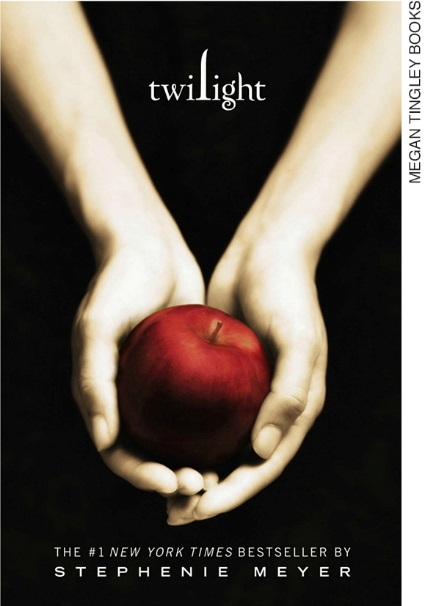 twilight
THE #1 NEW YORK TIMES BESTSELLER BY
STEPHENIE MEYER
MEGAN TINGLEY BOOKS